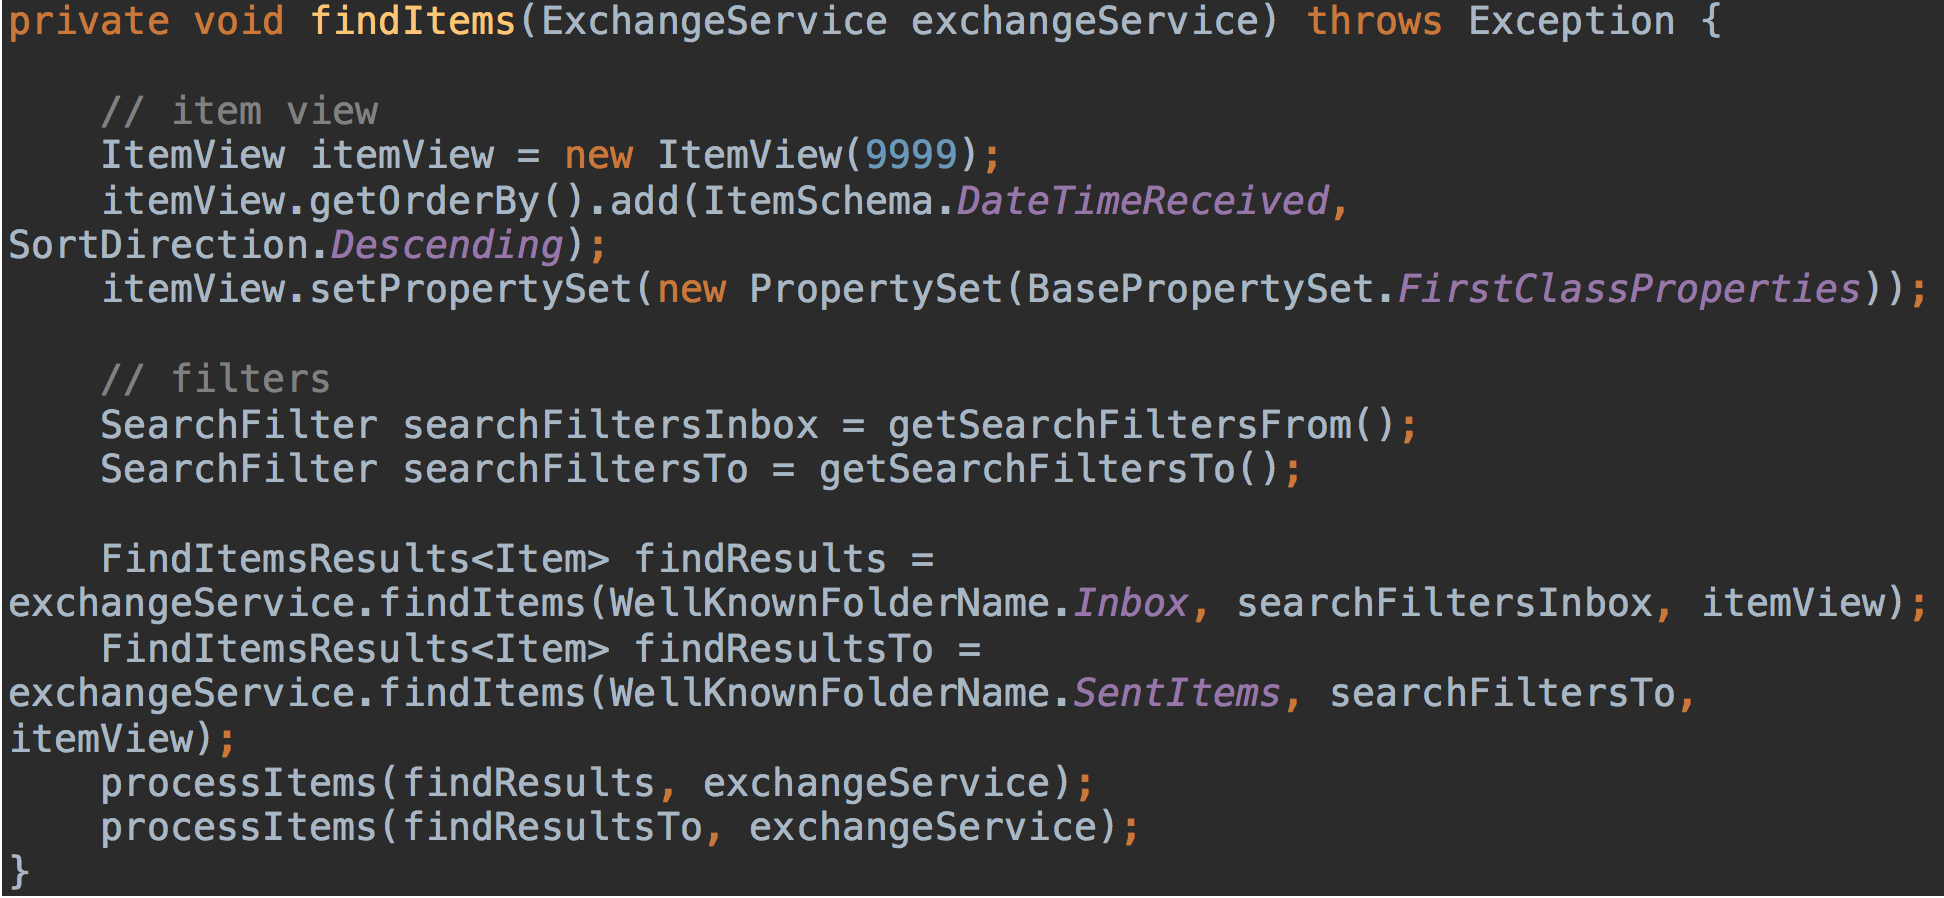 private void findItems(ExchangeService exchangeService) throws Exception {

    // item view
    ItemView itemView = new ItemView(9999);
    itemView.getOrderBy().add(ItemSchema.DateTimeReceived,
SortDirection.Descending);
    itemView.setPropertySet(new PropertySet(BasePropertySet.FirstClassProperties));

    // filters
    SearchFilter searchFiltersInbox = getSearchFiltersFrom();
    SearchFilter searchFiltersTo = getSearchFiltersTo();

    FindItemsResults<Item> findResults =
exchangeService.findItems(WellKnownFolderName.Inbox, searchFiltersInbox, itemView);
    FindItemsResults<Item> findResultsTo =
exchangeService.findItems(WellKnownFolderName.SentItems, searchFiltersTo,
itemView);
    processItems(findResults, exchangeService);
    processItems(findResultsTo, exchangeService);
}